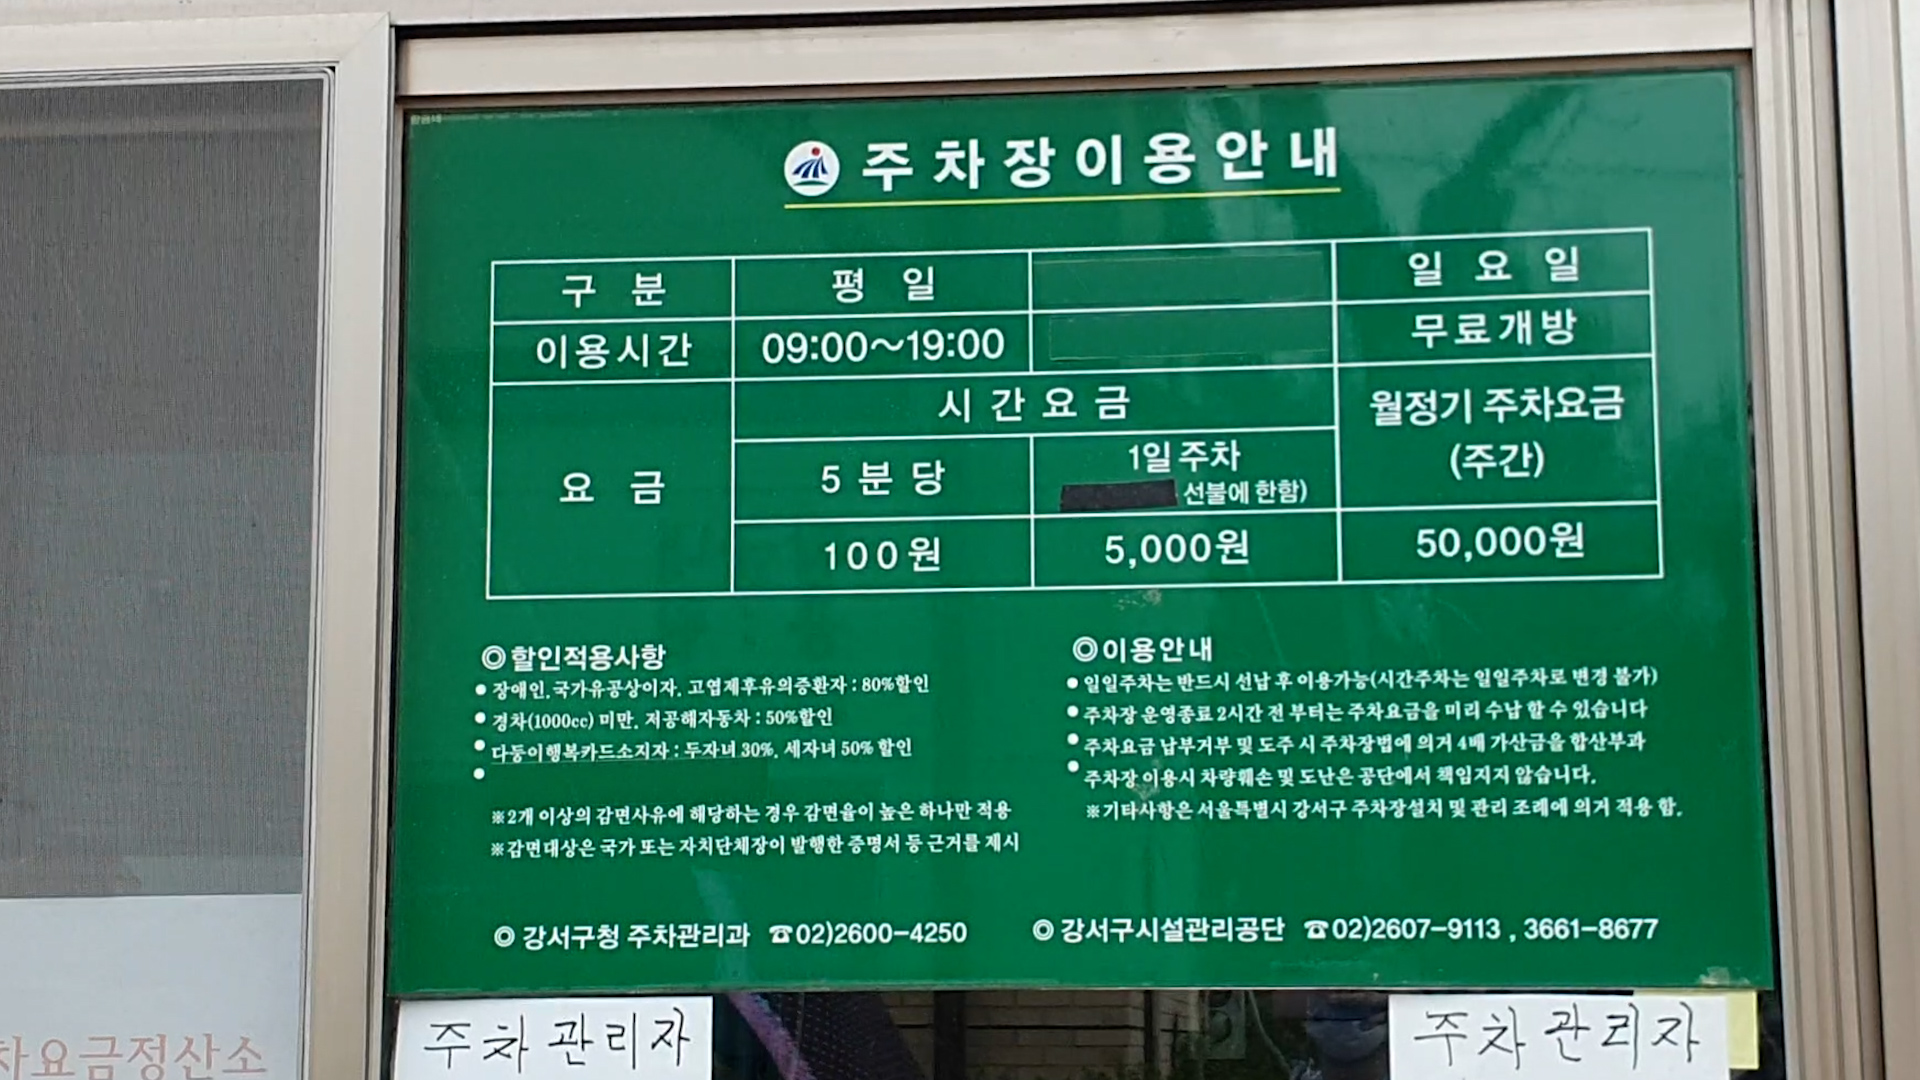 주차장이용안내
구 분 평 일 일 요 일
이용시간 09:00~19:00 무료개방
요 금 시 간 요 금 월정기 주차요금
(주간)
5 분 당 1일 주차
선불에 한함)
100원 5,000원 50,000원
◎할인적용사항
● 장애인, 국가유공상이자, 고엽제후유의증환자 : 80%할인
● 경차(1000cc) 미만, 저공해자동차 : 50%할인
● 다둥이행복카드소지자 : 두자녀 30%, 세자녀 50% 할인
●
※2개 이상의 감면사유에 해당하는 경우 감면율이 높은 하나만 적용
※감면대상은 국가 또는 자치단체장이 발행한 증명서 등 근거를 제시
◎이용안내
● 일일주차는 반드시 선납 후 이용가능(시간주차는 일일주차로 변경 불가)
● 주차장 운영종료 2시간 전 부터는 주차요금을 미리 수납 할 수 있습니다
● 주차요금 납부거부 및 도주 시 주차장법에 의거 4배 가산금을 합산부과
● 주차장 이용시 차량훼손 및 도난은 공단에서 책임지지 않습니다.
※기타사항은 서울특별시 강서구 주차장설치 및 관리 조례에 의거 적용 함.
◎ 강서구청 주차관리과 ☎02)2600-4250
◎ 강서구시설관리공단 ☎02)2607-9113 , 3661-8677
주차관리자
주차관리자
차요금정산소